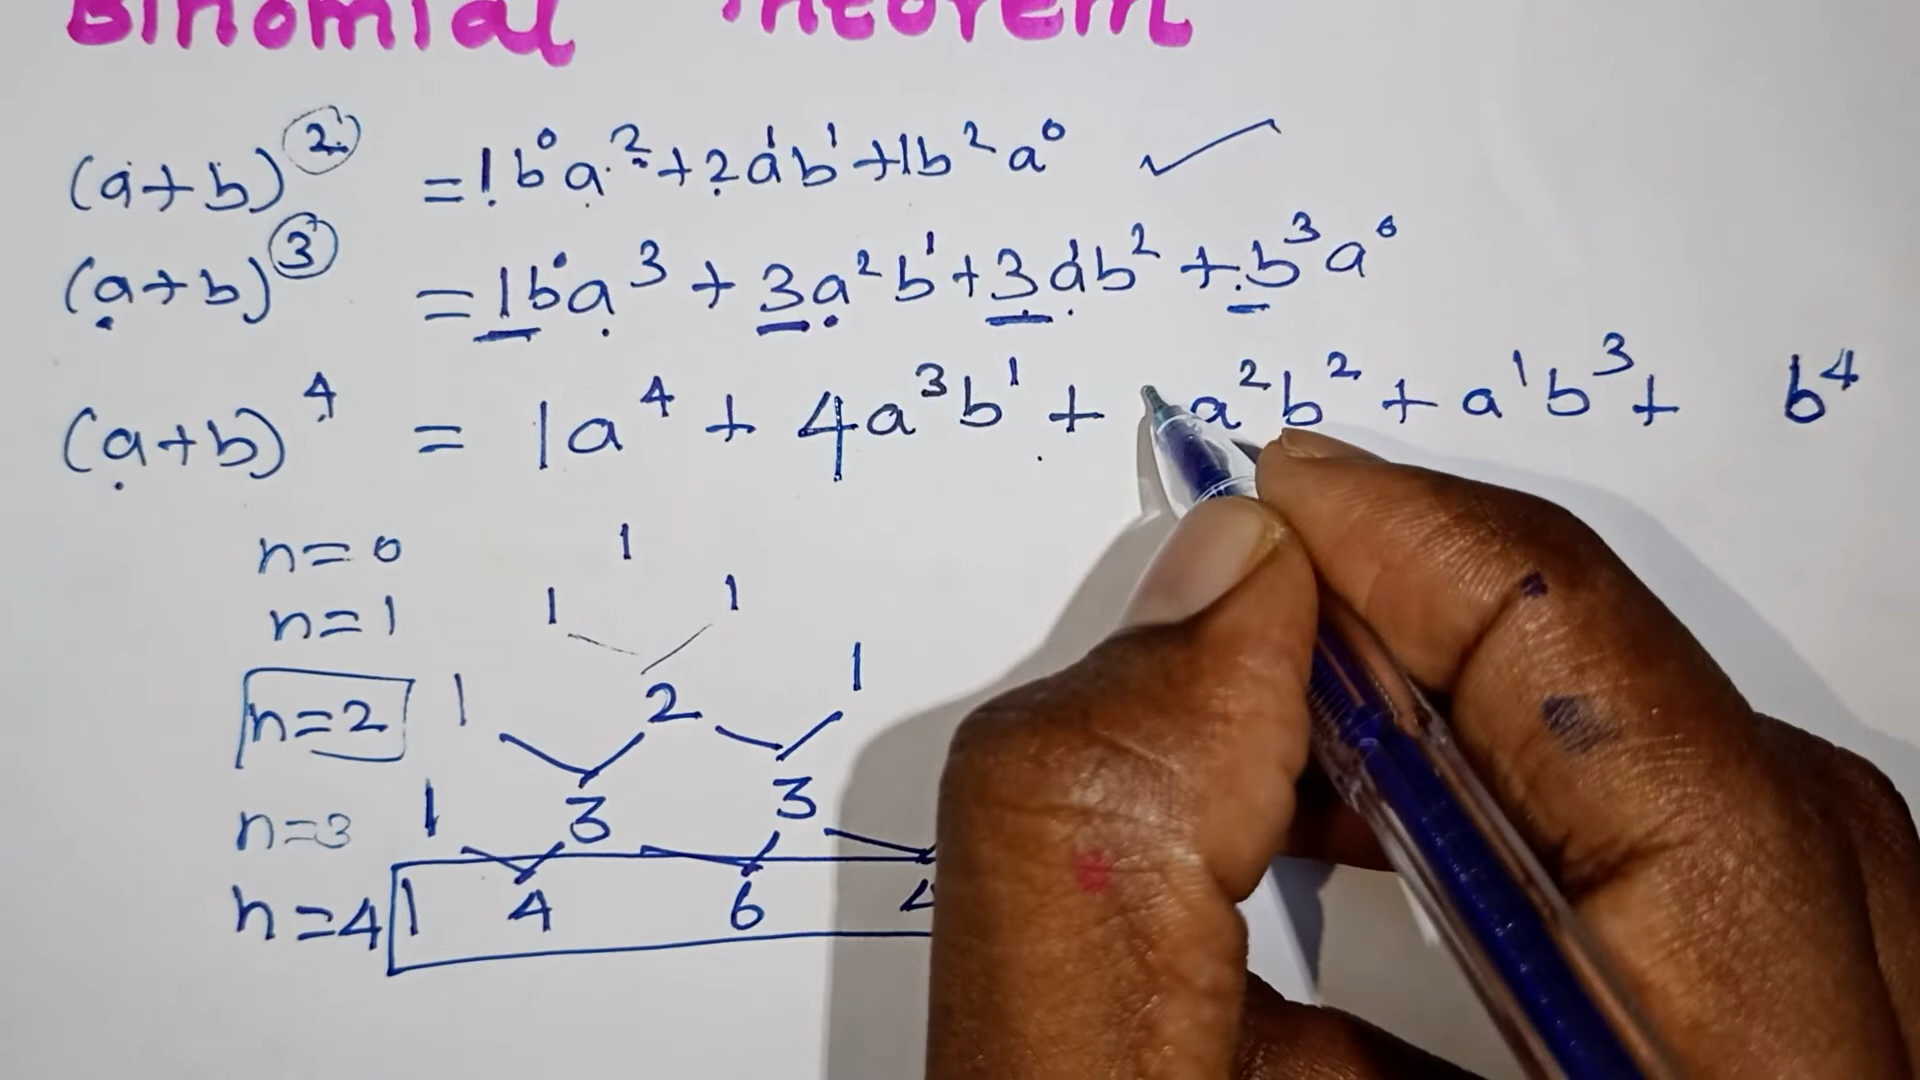 Binomial Theorem
(a+b)² = 1b⁰a² + 2a¹b¹ + 1b²a⁰ ✓
(a+b)³ = 1b⁰a³ + 3a²b¹ + 3a¹b² + b³a⁰
(a+b)⁴ = 1a⁴ + 4a³b¹ + a²b² + a¹b³ + b⁴
n=0 1
n=1 1 1
n=2 1 2 1
n=3 1 3 3
n=4 1 4 6